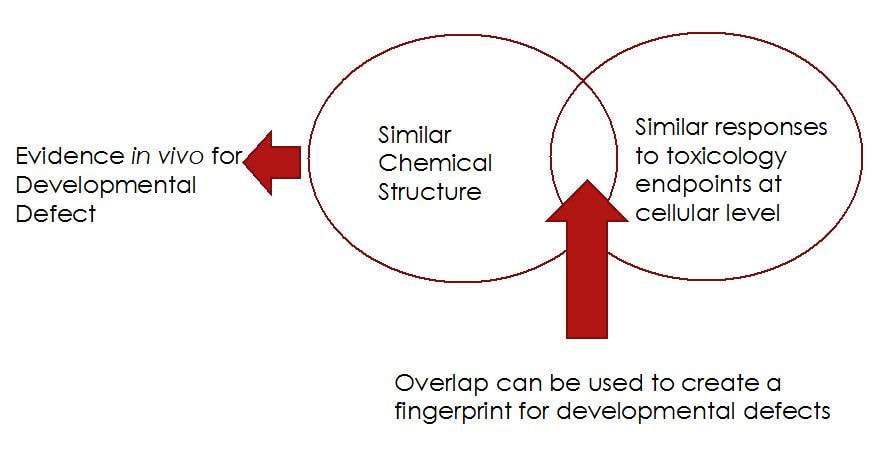 Evidence in vivo for
Developmental
Defect
Similar
Chemical
Structure
Similar responses
to toxicology
endpoints at
cellular level
Overlap can be used to create a
fingerprint for developmental defects